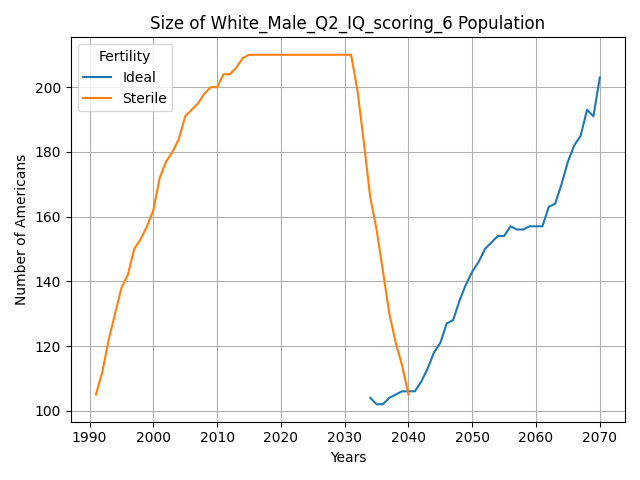 Size of White_Male_Q2_IQ_scoring_6 Population
Fertility
Ideal
Sterile
Number of Americans
200
180
160
140
120
100
1990
2000
2010
2020
2030
2040
2050
2060
2070
Years